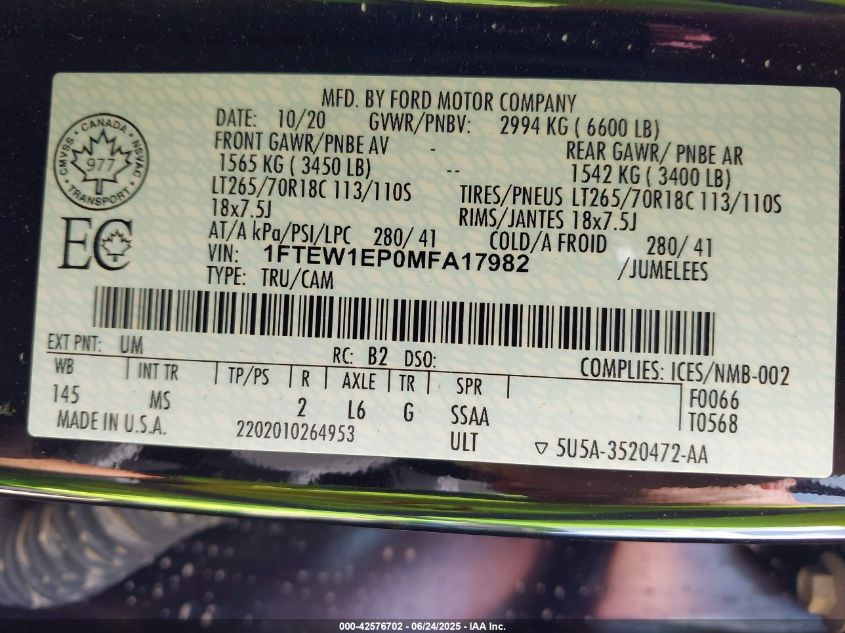 MFD. BY FORD MOTOR COMPANY
DATE: 10/20 GVWR/PNBV: 2994 KG ( 6600 LB)
FRONT GAWR/PNBE AV - REAR GAWR/ PNBE AR
1565 KG ( 3450 LB) -- 1542 KG ( 3400 LB)
LT265/70R18C 113/110S TIRES/PNEUS LT265/70R18C 113/110S
18x7.5J RIMS/JANTES 18x7.5J
AT/A kPa/PSI/LPC 280/ 41 COLD/A FROID 280/ 41
VIN: 1FTEW1EP0MFA17982 /JUMELEES
TYPE: TRU/CAM
CANADA
CMVSS 977 NSVAC
TRANSPORT
EC
EXT PNT: UM RC: B2 DSO: COMPLIES: ICES/NMB-002
WB INT TR TP/PS R AXLE TR SPR F0066
145 MS 2 L6 G SSAA T0568
MADE IN U.S.A. 2202010264953 ULT ▽ 5U5A-3520472-AA
000-42576702 - 06/24/2025 - IAA Inc.